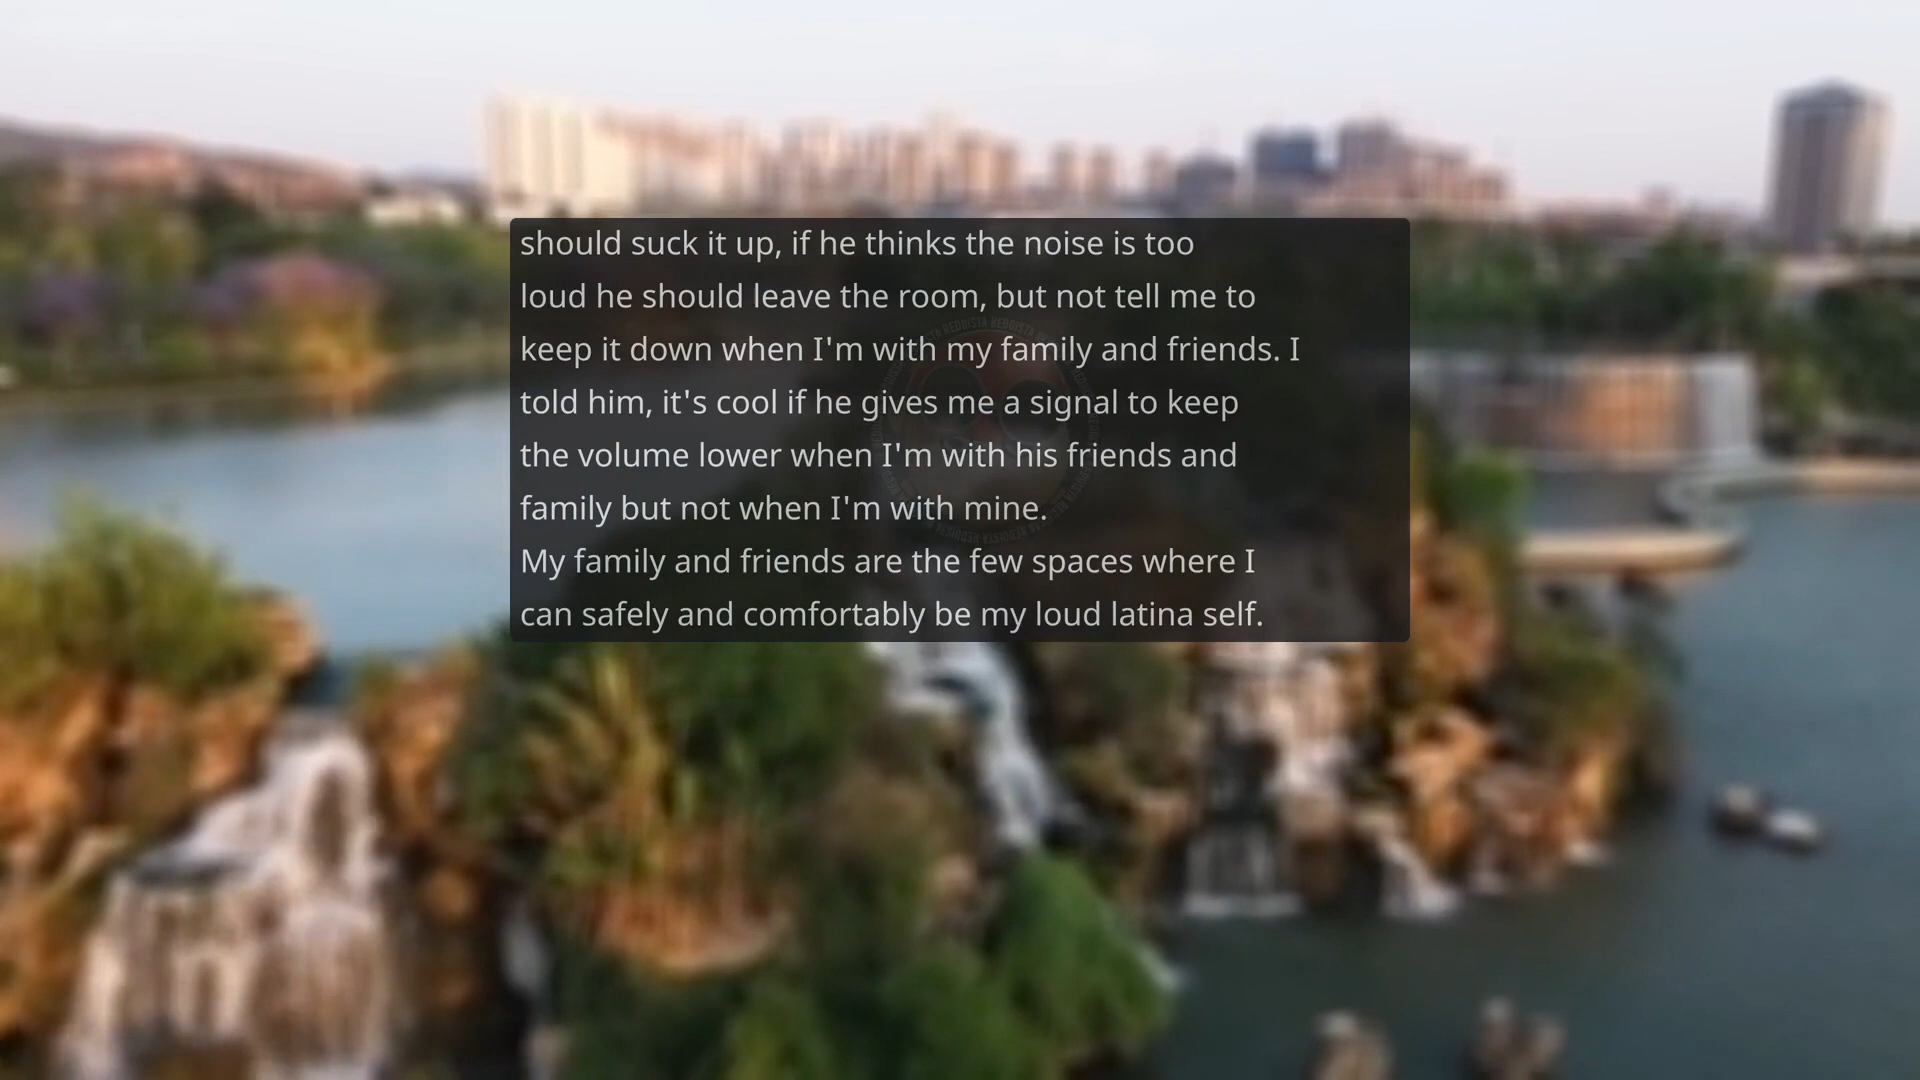 should suck it up, if he thinks the noise is too
loud he should leave the room, but not tell me to
keep it down when I'm with my family and friends. I
told him, it's cool if he gives me a signal to keep
the volume lower when I'm with his friends and
family but not when I'm with mine.
My family and friends are the few spaces where I
can safely and comfortably be my loud latina self.